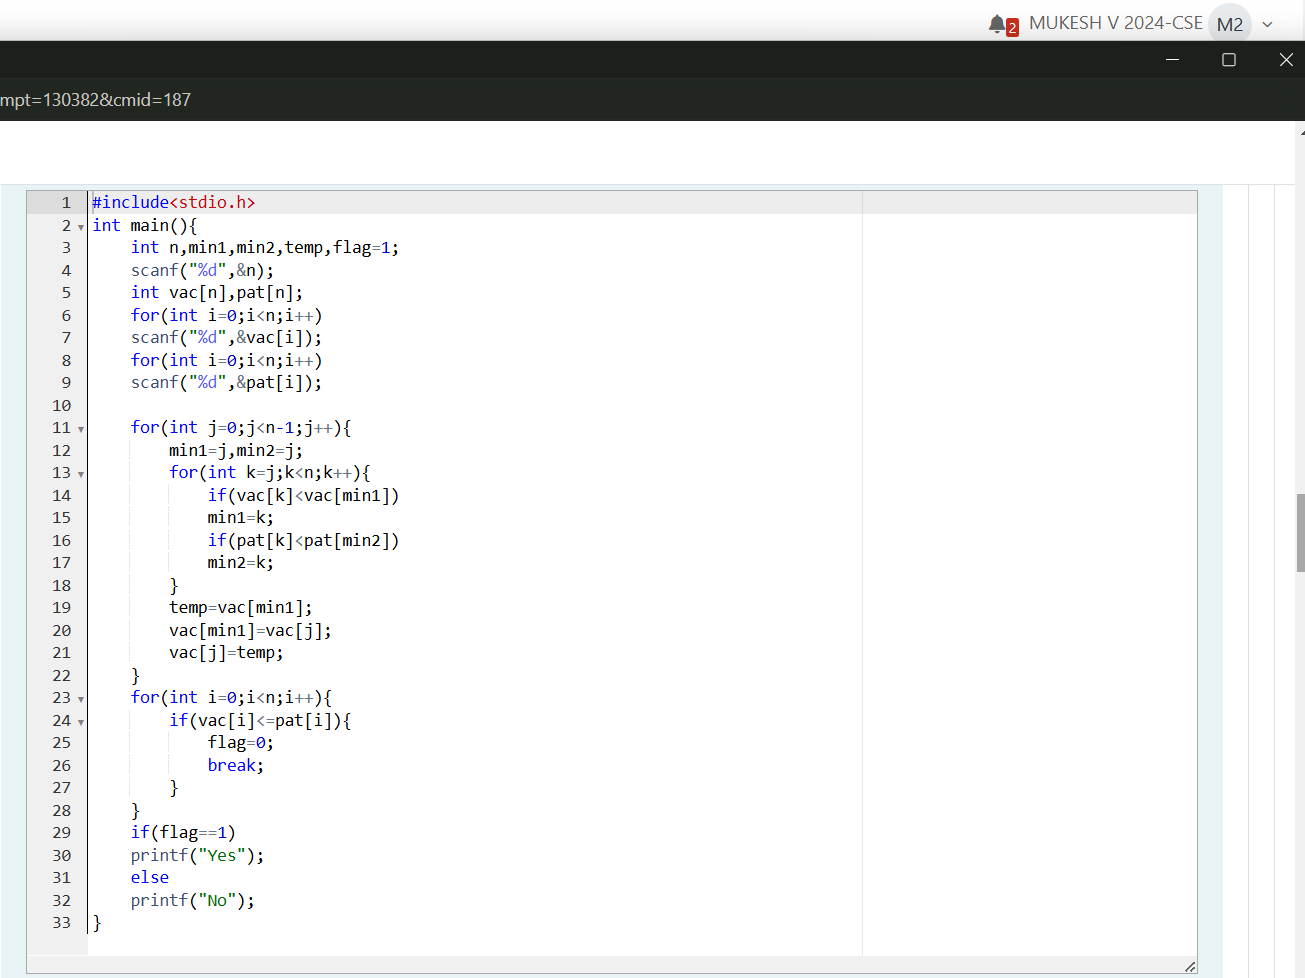 2 MUKESH V 2024-CSE M2
mpt=130382&cmid=187
1 #include<stdio.h>
2 int main(){
3     int n,min1,min2,temp,flag=1;
4     scanf("%d",&n);
5     int vac[n],pat[n];
6     for(int i=0;i<n;i++)
7     scanf("%d",&vac[i]);
8     for(int i=0;i<n;i++)
9     scanf("%d",&pat[i]);
10
11     for(int j=0;j<n-1;j++){
12         min1=j,min2=j;
13         for(int k=j;k<n;k++){
14             if(vac[k]<vac[min1])
15             min1=k;
16             if(pat[k]<pat[min2])
17             min2=k;
18         }
19         temp=vac[min1];
20         vac[min1]=vac[j];
21         vac[j]=temp;
22     }
23     for(int i=0;i<n;i++){
24         if(vac[i]<=pat[i]){
25             flag=0;
26             break;
27         }
28     }
29     if(flag==1)
30     printf("Yes");
31     else
32     printf("No");
33 }